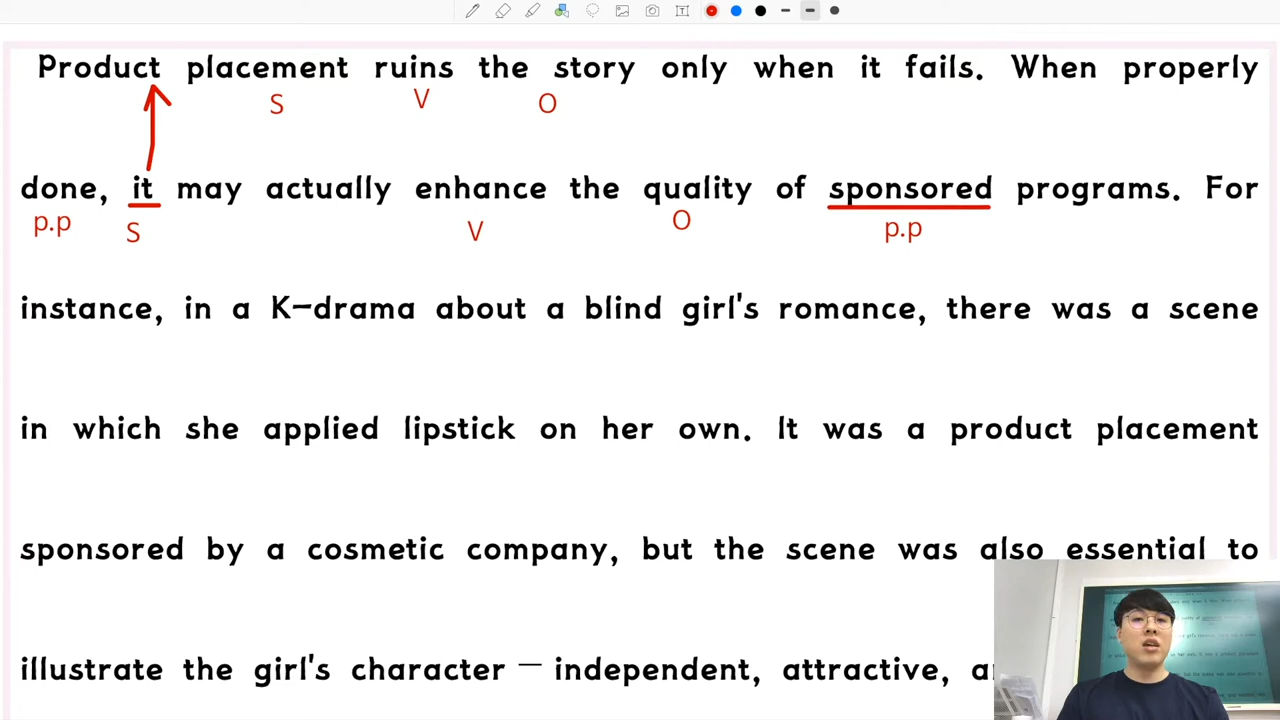 Product placement ruins the story only when it fails. When properly
S V O
done, it may actually enhance the quality of sponsored programs. For
p.p S V O p.p
instance, in a K-drama about a blind girl's romance, there was a scene
in which she applied lipstick on her own. It was a product placement
sponsored by a cosmetic company, but the scene was also essential to
illustrate the girl's character — independent, attractive,